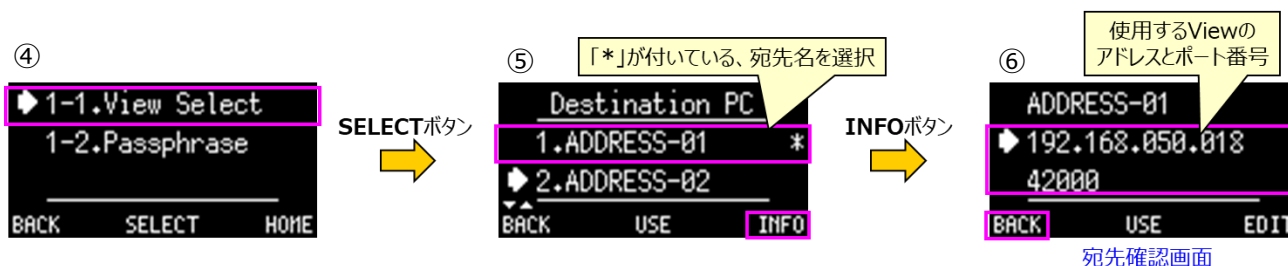 ④
1-1.View Select
1-2.Passphrase
BACK SELECT HOME
SELECTボタン
⑤
「*」が付いている、宛先名を選択
Destination PC
1.ADDRESS-01 *
2.ADDRESS-02
BACK USE INFO
INFOボタン
⑥
使用するViewの
アドレスとポート番号
ADDRESS-01
192.168.050.018
42000
BACK USE EDIT
宛先確認画面